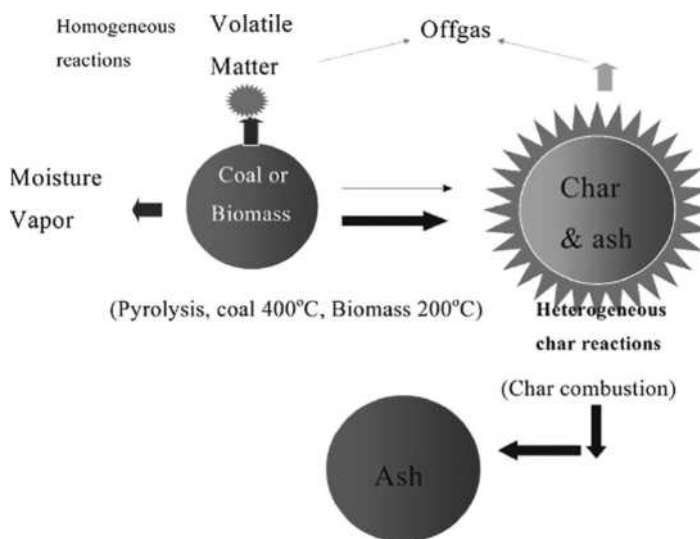 Homogeneous
reactions
Volatile
Matter
Offgas
Moisture
Vapor
Coal or
Biomass
Char
& ash
(Pyrolysis, coal 400°C, Biomass 200°C)
Heterogeneous
char reactions
(Char combustion)
Ash